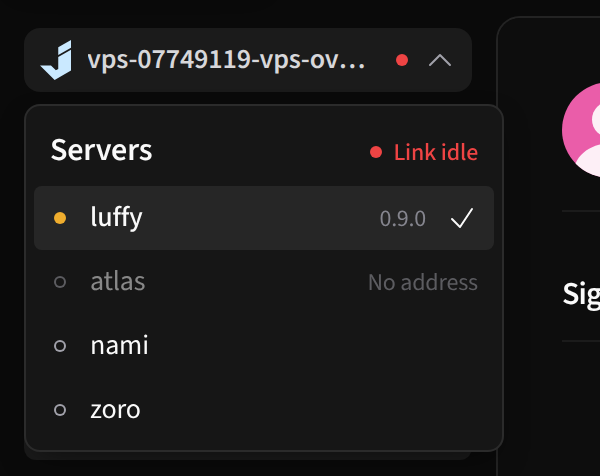 vps-07749119-vps-ov...
Servers
Link idle
luffy
0.9.0
atlas
No address
nami
zoro
Sig